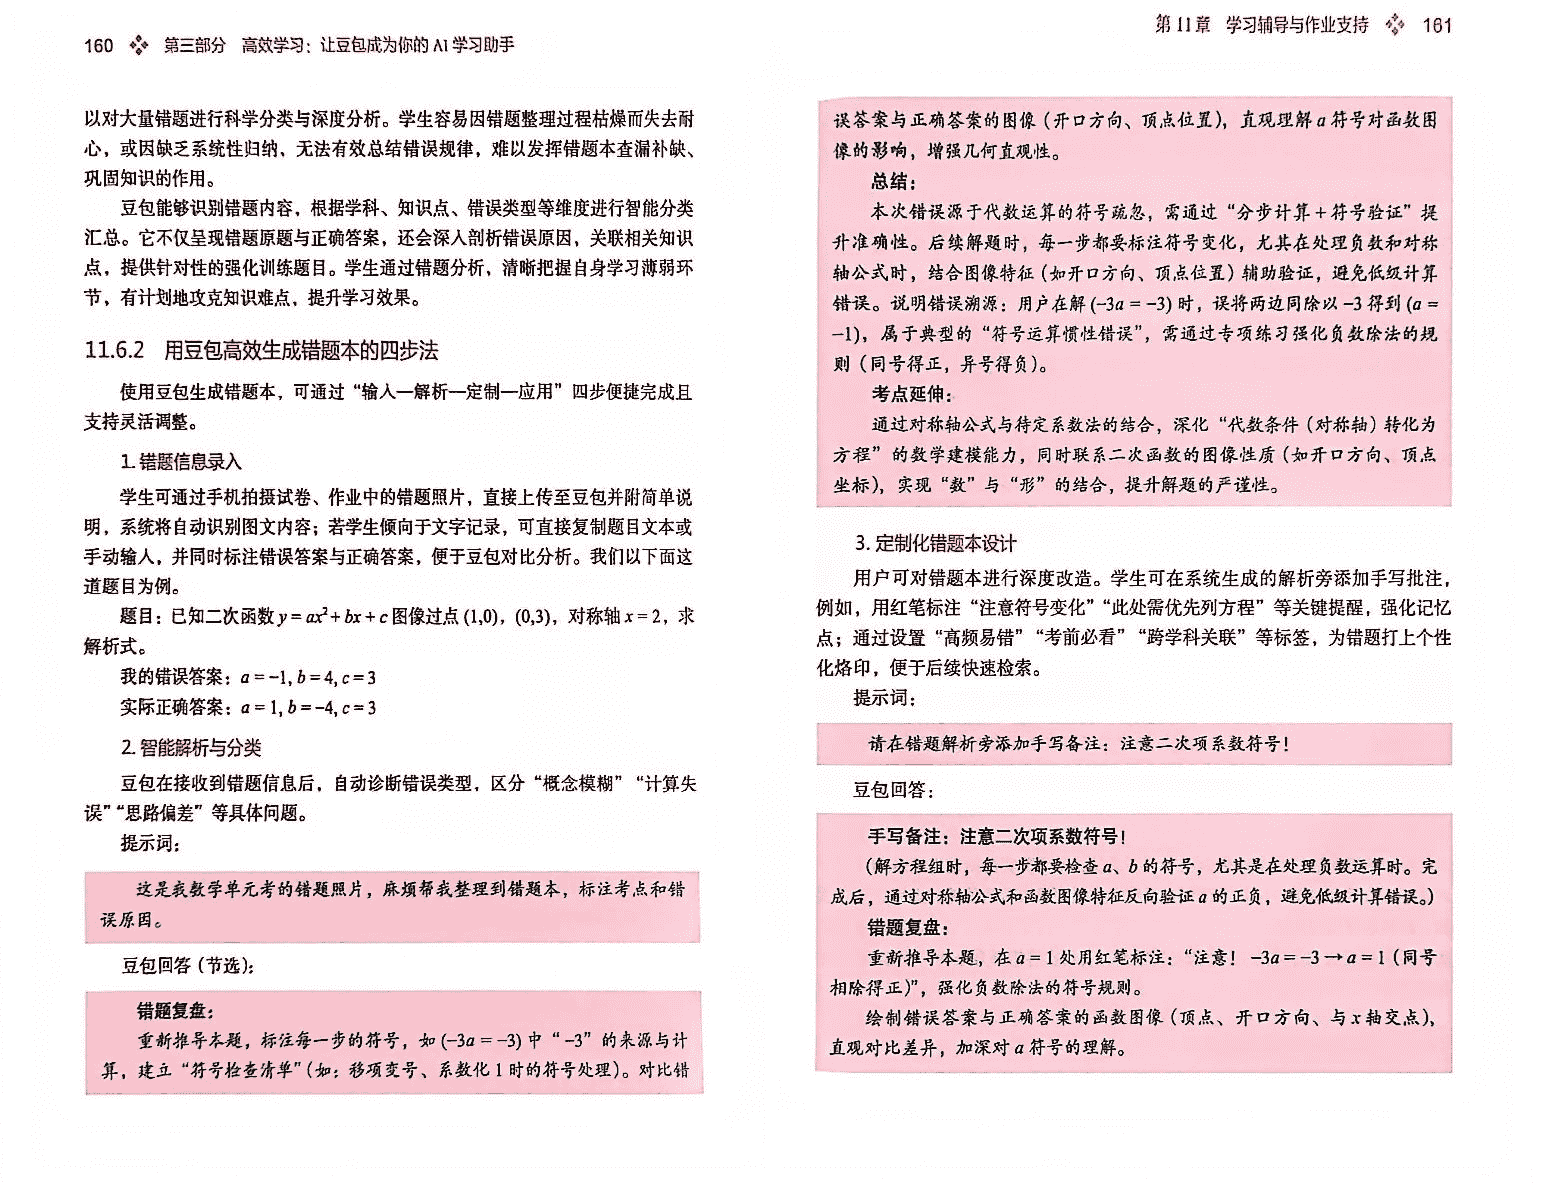 160 第三部分 高效学习：让豆包成为你的 AI 学习助手
以对大量错题进行科学分类与深度分析。学生容易因错题整理过程枯燥而失去耐
心，或因缺乏系统性归纳，无法有效总结错误规律，难以发挥错题本查漏补缺、
巩固知识的作用。
豆包能够识别错题内容，根据学科、知识点、错误类型等维度进行智能分类
汇总。它不仅呈现错题原题与正确答案，还会深入剖析错误原因，关联相关知识
点，提供针对性的强化训练题目。学生通过错题分析，清晰把握自身学习薄弱环
节，有计划地攻克知识难点，提升学习效果。
11.6.2 用豆包高效生成错题本的四步法
使用豆包生成错题本，可通过“输入—解析—定制—应用”四步便捷完成且
支持灵活调整。
1. 错题信息录入
学生可通过手机拍摄试卷、作业中的错题照片，直接上传至豆包并附简单说
明，系统将自动识别图文内容；若学生倾向于文字记录，可直接复制题目文本或
手动输入，并同时标注错误答案与正确答案，便于豆包对比分析。我们以下面这
道题目为例。
题目：已知二次函数 y = ax² + bx + c 图像过点 (1,0)，(0,3)，对称轴 x = 2，求
解析式。
我的错误答案：a = −1, b = 4, c = 3
实际正确答案：a = 1, b = −4, c = 3
2. 智能解析与分类
豆包在接收到错题信息后，自动诊断错误类型，区分“概念模糊”“计算失
误”“思路偏差”等具体问题。
提示词：
这是我数学单元考的错题照片，麻烦帮我整理到错题本，标注考点和错
误原因。
豆包回答（节选）：
错题复盘：
重新推导本题，标注每一步的符号，如 (−3a = −3) 中“ −3”的来源与计
算，建立“符号检查清单”（如：移项变号、系数化 1 时的符号处理）。对比错
第 11 章 学习辅导与作业支持 161
误答案与正确答案的图像（开口方向、顶点位置），直观理解 a 符号对函数图
像的影响，增强几何直观性。
总结：
本次错误源于代数运算的符号疏忽，需通过“分步计算 + 符号验证”提
升准确性。后续解题时，每一步都要标注符号变化，尤其在处理负数和对称
轴公式时，结合图像特征（如开口方向、顶点位置）辅助验证，避免低级计算
错误。说明错误溯源：用户在解 (−3a = −3) 时，误将两边同除以 −3 得到 (a =
−1)，属于典型的“符号运算惯性错误”，需通过专项练习强化负数除法的规
则（同号得正，异号得负）。
考点延伸：
通过对称轴公式与待定系数法的结合，深化“代数条件（对称轴）转化为
方程”的数学建模能力，同时联系二次函数的图像性质（如开口方向、顶点
坐标），实现“数”与“形”的结合，提升解题的严谨性。
3. 定制化错题本设计
用户可对错题本进行深度改造。学生可在系统生成的解析旁添加手写批注，
例如，用红笔标注“注意符号变化”“此处需优先列方程”等关键提醒，强化记忆
点；通过设置“高频易错”“考前必看”“跨学科关联”等标签，为错题打上个性
化烙印，便于后续快速检索。
提示词：
请在错题解析旁添加手写备注：注意二次项系数符号！
豆包回答：
手写备注：注意二次项系数符号！
（解方程组时，每一步都要检查 a、b 的符号，尤其是在处理负数运算时。完
成后，通过对称轴公式和函数图像特征反向验证 a 的正负，避免低级计算错误。）
错题复盘：
重新推导本题，在 a = 1 处用红笔标注：“注意！ −3a = −3 → a = 1（同号
相除得正）”，强化负数除法的符号规则。
绘制错误答案与正确答案的函数图像（顶点、开口方向、与 x 轴交点），
直观对比差异，加深对 a 符号的理解。